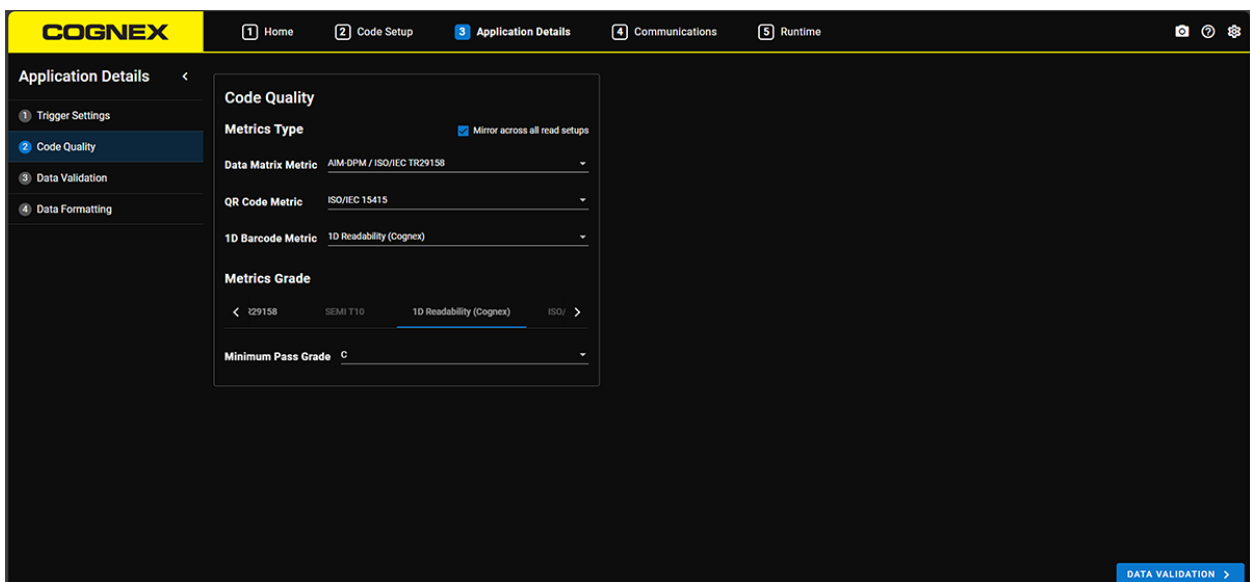 COGNEX
1 Home
2 Code Setup
3 Application Details
4 Communications
5 Runtime
Application Details
1 Trigger Settings
2 Code Quality
3 Data Validation
4 Data Formatting
Code Quality
Metrics Type
Mirror across all read setups
Data Matrix Metric AIM-DPM / ISO/IEC TR29158
QR Code Metric ISO/IEC 15415
1D Barcode Metric 1D Readability (Cognex)
Metrics Grade
29158 SEMI T10 1D Readability (Cognex) ISO/
Minimum Pass Grade C
DATA VALIDATION